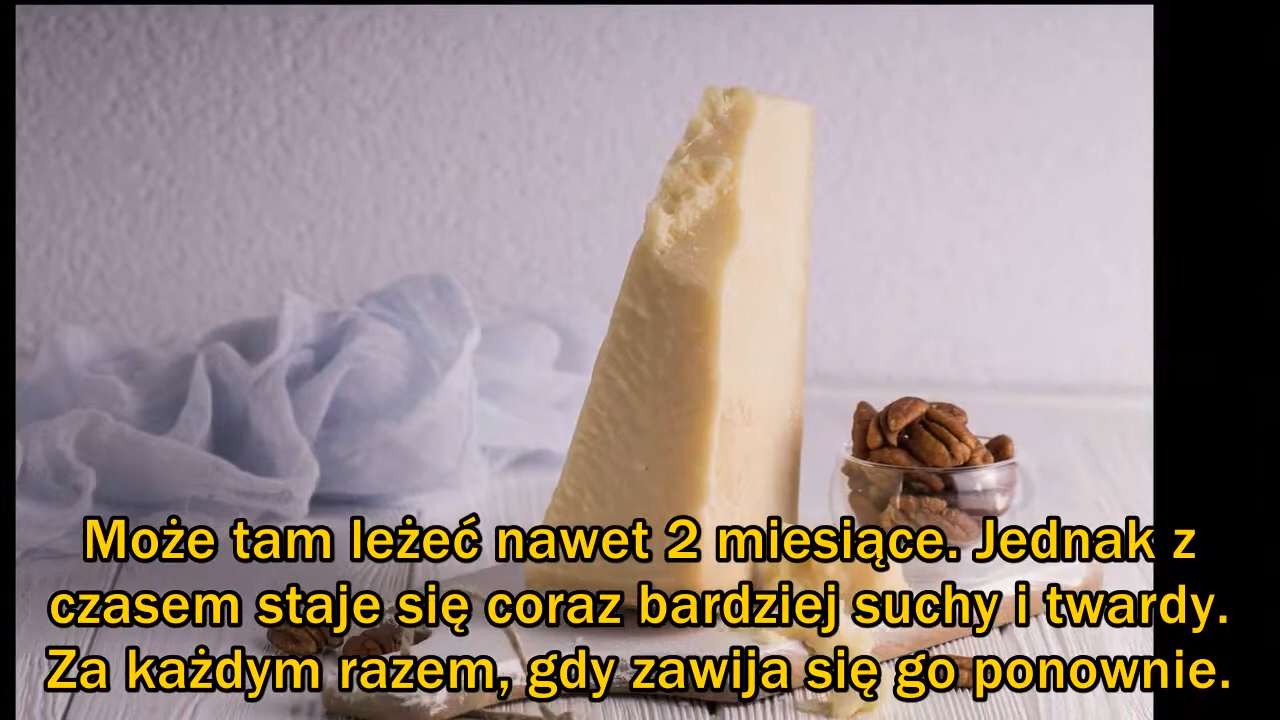 Może tam leżeć nawet 2 miesiące. Jednak z
czasem staje się coraz bardziej suchy i twardy.
Za każdym razem, gdy zawija się go ponownie.